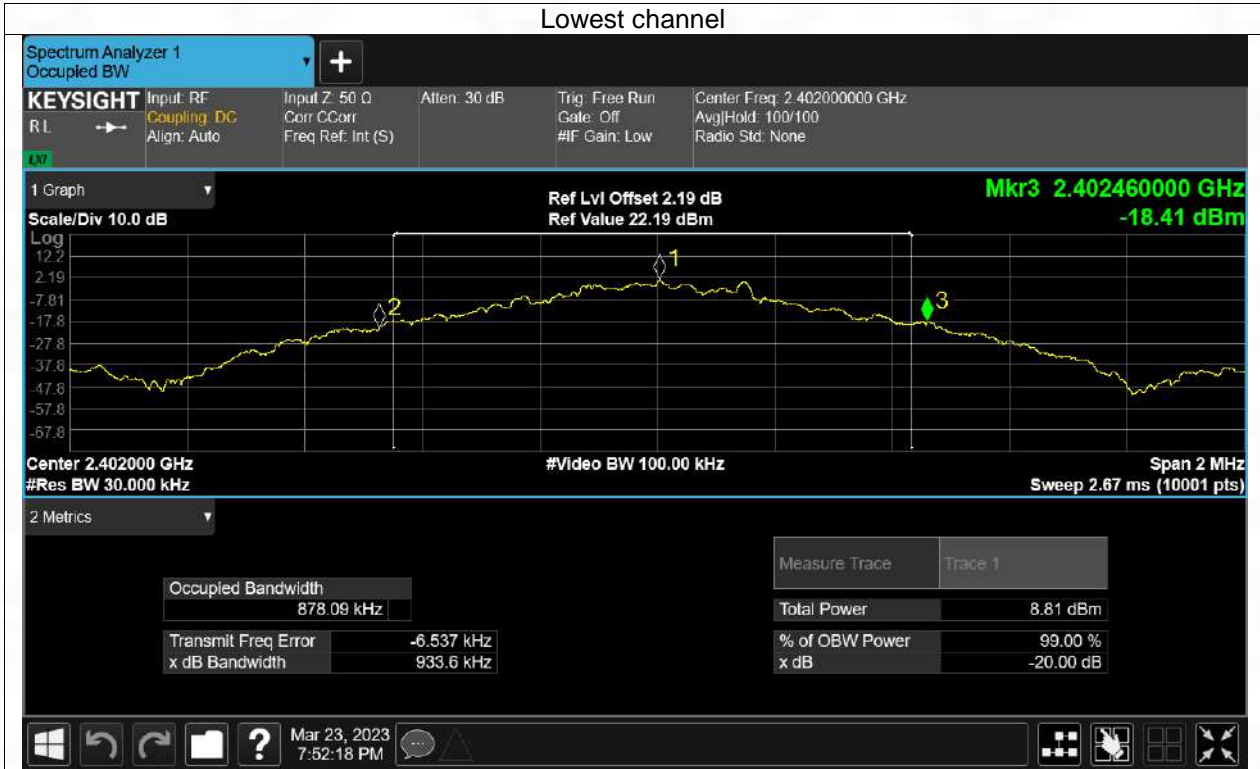 Lowest channel
Spectrum Analyzer 1
Occupied BW
+
KEYSIGHT
RL
LXI
Input: RF
Coupling: DC
Align: Auto
Input Z: 50 Ω
Corr CCorr
Freq Ref: Int (S)
Atten: 30 dB
Trig: Free Run
Gate: Off
#IF Gain: Low
Center Freq: 2.402000000 GHz
Avg|Hold: 100/100
Radio Std: None
1 Graph
Scale/Div 10.0 dB
Ref Lvl Offset 2.19 dB
Ref Value 22.19 dBm
Mkr3 2.402460000 GHz
-18.41 dBm
Log
12.2
2.19
-7.81
-17.8
-27.8
-37.8
-47.8
-57.8
-67.8
1
2
3
Center 2.402000 GHz
#Res BW 30.000 kHz
#Video BW 100.00 kHz
Span 2 MHz
Sweep 2.67 ms (10001 pts)
2 Metrics
Measure Trace Trace 1
Occupied Bandwidth
878.09 kHz
Total Power 8.81 dBm
Transmit Freq Error -6.537 kHz
% of OBW Power 99.00 %
x dB Bandwidth 933.6 kHz
x dB -20.00 dB
?
Mar 23, 2023
7:52:18 PM